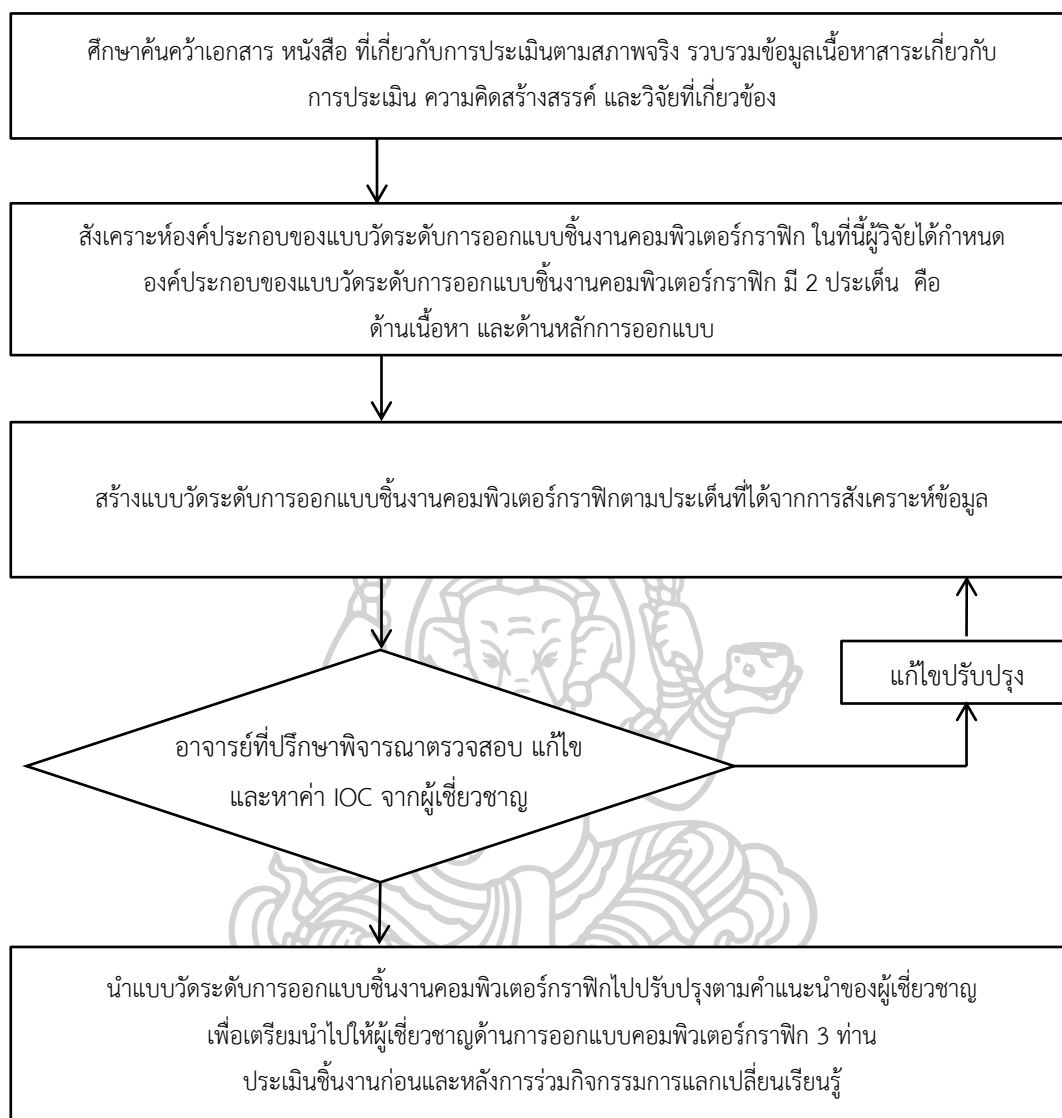 ศึกษาค้นคว้าเอกสาร หนังสือ ที่เกี่ยวกับการประเมินตามสภาพจริง รวบรวมข้อมูลเนื้อหาสาระเกี่ยวกับ
การประเมิน ความคิดสร้างสรรค์ และวิจัยที่เกี่ยวข้อง
สังเคราะห์องค์ประกอบของแบบวัดระดับการออกแบบชิ้นงานคอมพิวเตอร์กราฟิก ในที่นี้ผู้วิจัยได้กำหนด
องค์ประกอบของแบบวัดระดับการออกแบบชิ้นงานคอมพิวเตอร์กราฟิก มี 2 ประเด็น คือ
ด้านเนื้อหา และด้านหลักการออกแบบ
สร้างแบบวัดระดับการออกแบบชิ้นงานคอมพิวเตอร์กราฟิกตามประเด็นที่ได้จากการสังเคราะห์ข้อมูล
แก้ไขปรับปรุง
อาจารย์ที่ปรึกษาพิจารณาตรวจสอบ แก้ไข
และหาค่า IOC จากผู้เชี่ยวชาญ
นำแบบวัดระดับการออกแบบชิ้นงานคอมพิวเตอร์กราฟิกไปปรับปรุงตามคำแนะนำของผู้เชี่ยวชาญ
เพื่อเตรียมนำไปให้ผู้เชี่ยวชาญด้านการออกแบบคอมพิวเตอร์กราฟิก 3 ท่าน
ประเมินชิ้นงานก่อนและหลังการร่วมกิจกรรมการแลกเปลี่ยนเรียนรู้